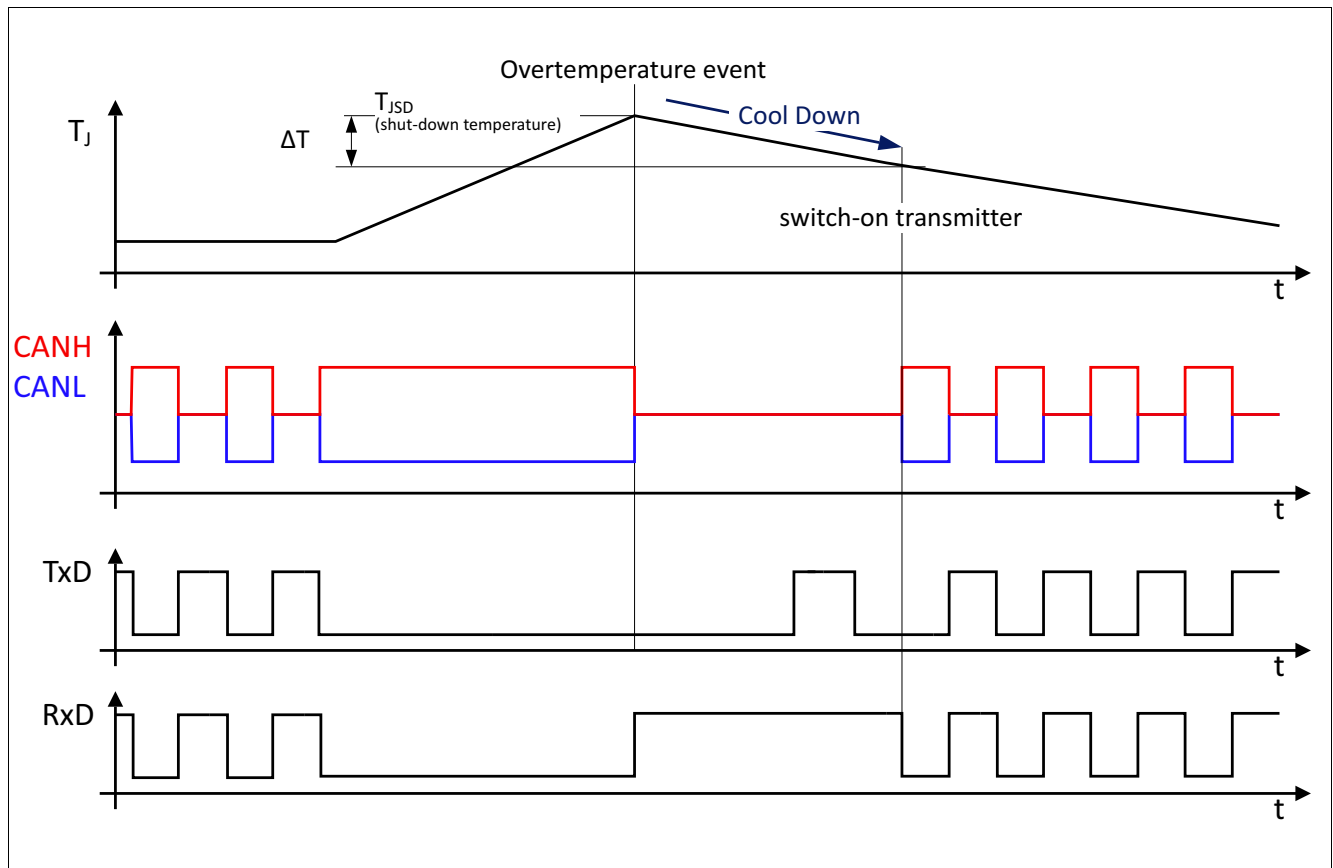 Overtemperature event
TJSD
(shut-down temperature)
Cool Down
TJ
ΔT
switch-on transmitter
t
CANH
CANL
t
TxD
t
RxD
t